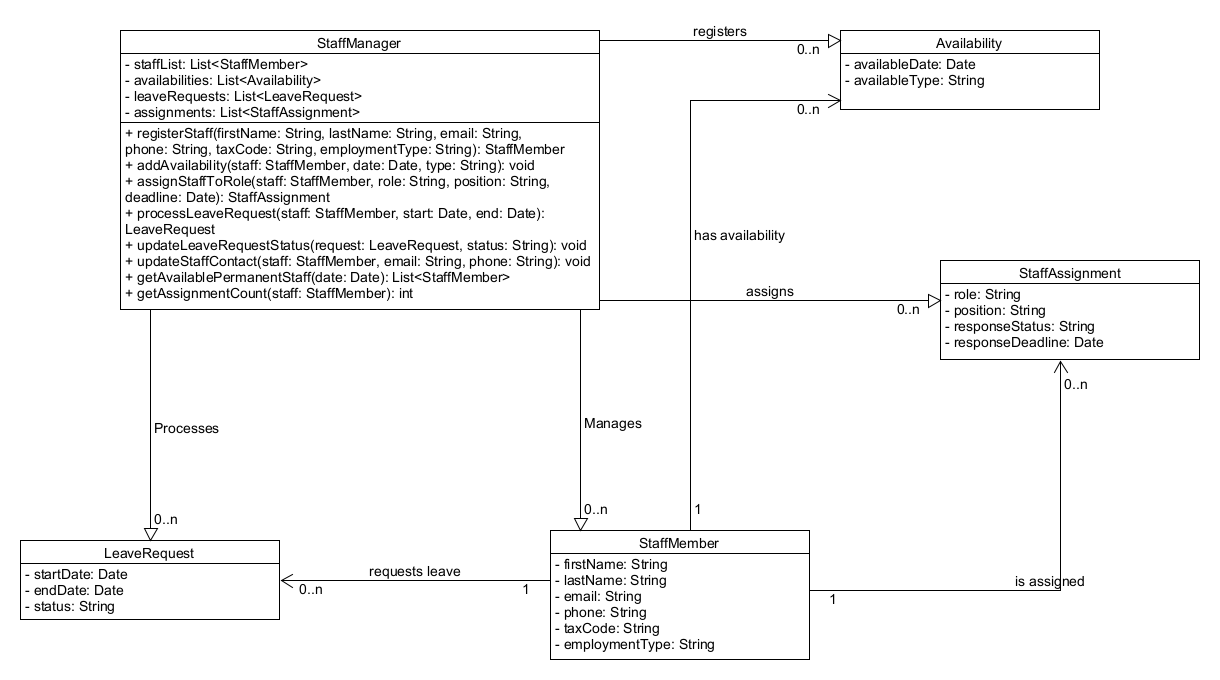 StaffManager
- staffList: List<StaffMember>
- availabilities: List<Availability>
- leaveRequests: List<LeaveRequest>
- assignments: List<StaffAssignment>
+ registerStaff(firstName: String, lastName: String, email: String,
phone: String, taxCode: String, employmentType: String): StaffMember
+ addAvailability(staff: StaffMember, date: Date, type: String): void
+ assignStaffToRole(staff: StaffMember, role: String, position: String,
deadline: Date): StaffAssignment
+ processLeaveRequest(staff: StaffMember, start: Date, end: Date):
LeaveRequest
+ updateLeaveRequestStatus(request: LeaveRequest, status: String): void
+ updateStaffContact(staff: StaffMember, email: String, phone: String): void
+ getAvailablePermanentStaff(date: Date): List<StaffMember>
+ getAssignmentCount(staff: StaffMember): int
registers
0..n
Availability
- availableDate: Date
- availableType: String
0..n
has availability
1
assigns
0..n
StaffAssignment
- role: String
- position: String
- responseStatus: String
- responseDeadline: Date
0..n
Processes
0..n
Manages
0..n
LeaveRequest
- startDate: Date
- endDate: Date
- status: String
requests leave
0..n
1
StaffMember
- firstName: String
- lastName: String
- email: String
- phone: String
- taxCode: String
- employmentType: String
is assigned
1